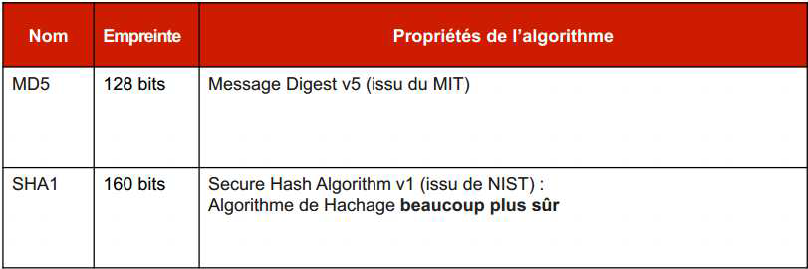 Nom Empreinte Propriétés de l'algorithme
MD5 128 bits Message Digest v5 (issu du MIT)
SHA1 160 bits Secure Hash Algorithm v1 (issu de NIST) :
Algorithme de Hachage beaucoup plus sûr